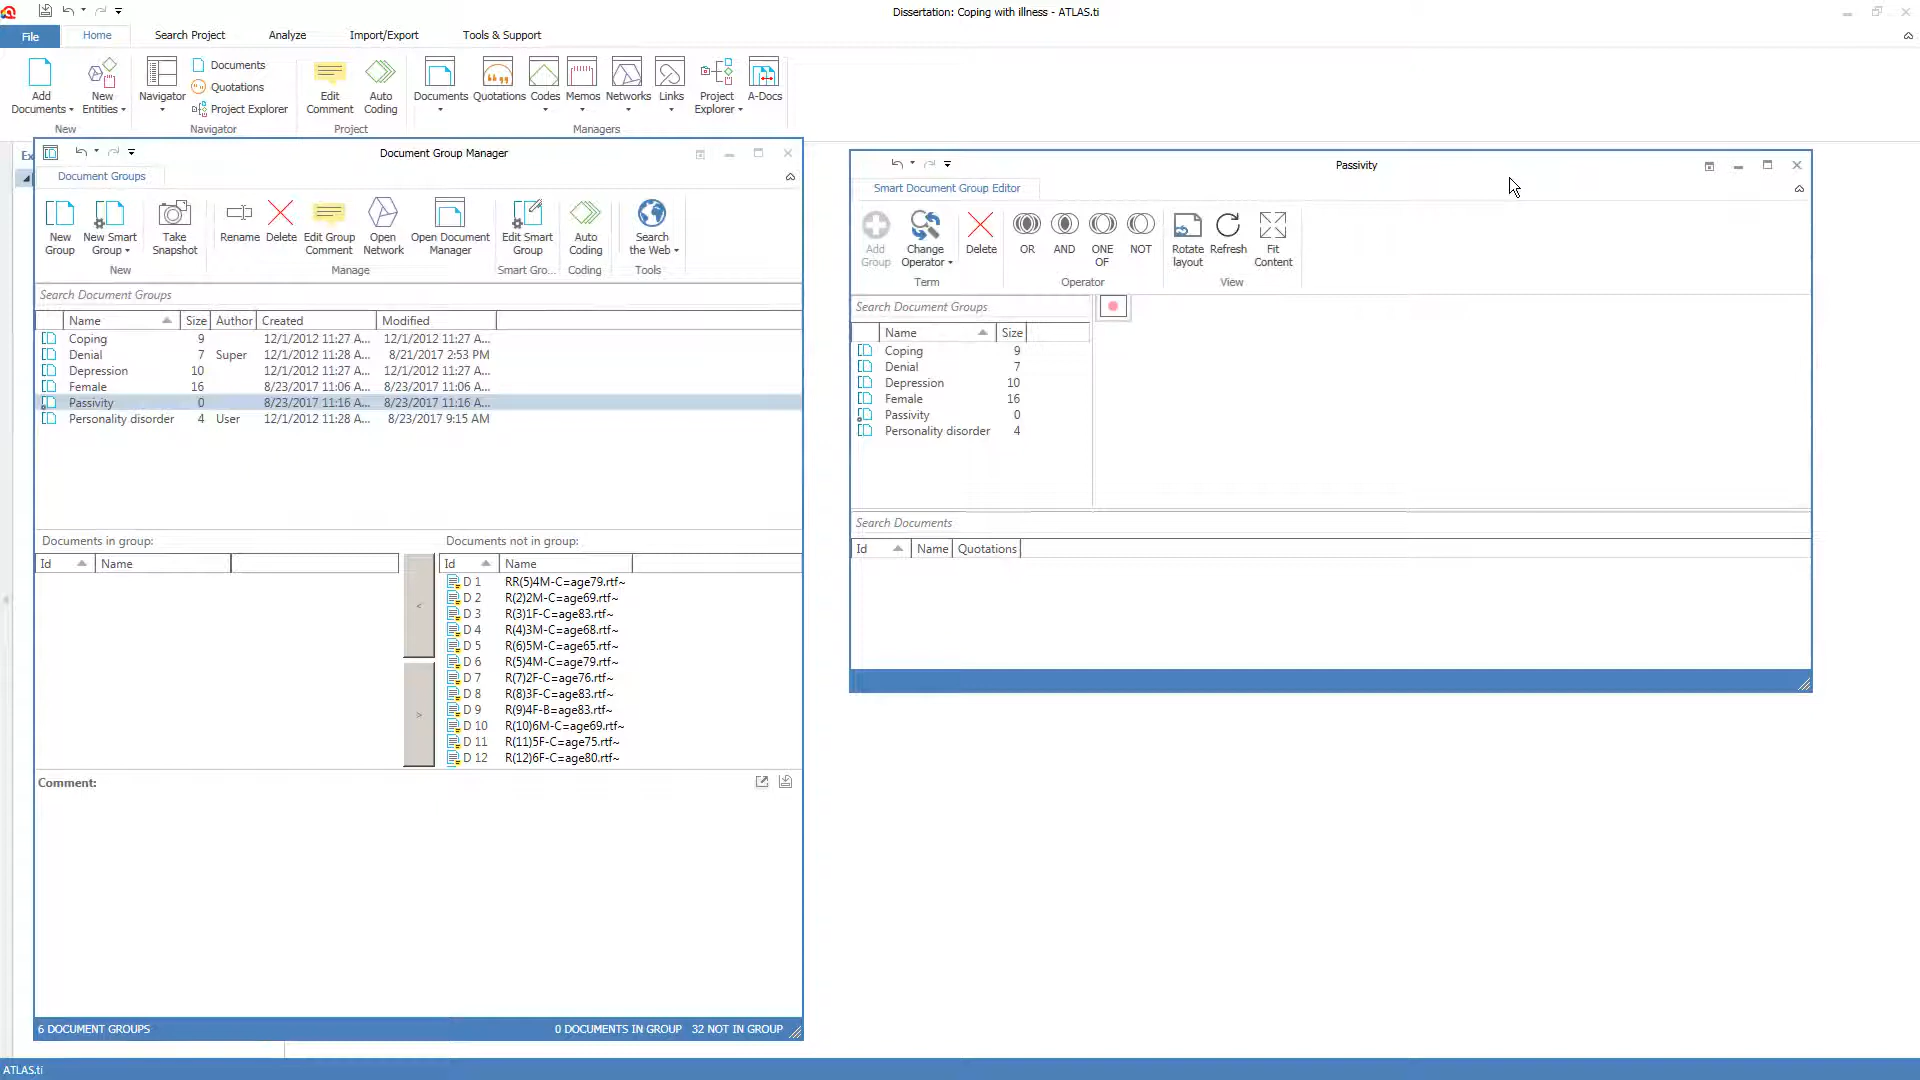 Dissertation: Coping with illness - ATLAS.ti
File Home Search Project Analyze Import/Export Tools & Support
Add Documents New Entities Navigator Documents Quotations Project Explorer Edit Comment Auto Coding Documents Quotations Codes Memos Networks Links Project Explorer A-Docs
New Navigator Project Managers
Document Group Manager
Document Groups
New Group New Smart Group Take Snapshot Rename Delete Edit Group Comment Open Network Open Document Manager Edit Smart Group Auto Coding Search the Web
New Manage Smart Gro... Coding Tools
Search Document Groups
Name Size Author Created Modified
Coping 9 12/1/2012 11:27 A... 12/1/2012 11:27 A...
Denial 7 Super 12/1/2012 11:28 A... 8/21/2017 2:53 PM
Depression 10 12/1/2012 11:27 A... 12/1/2012 11:27 A...
Female 16 8/23/2017 11:06 A... 8/23/2017 11:06 A...
Passivity 0 8/23/2017 11:16 A... 8/23/2017 11:16 A...
Personality disorder 4 User 12/1/2012 11:28 A... 8/23/2017 9:15 AM
Documents in group: Documents not in group:
Id Name Id Name
D 1 RR(5)4M-C=age79.rtf~
D 2 R(2)2M-C=age69.rtf~
D 3 R(3)1F-C=age83.rtf~
D 4 R(4)3M-C=age68.rtf~
D 5 R(6)5M-C=age65.rtf~
D 6 R(5)4M-C=age79.rtf~
D 7 R(7)2F-C=age76.rtf~
D 8 R(8)3F-C=age83.rtf~
D 9 R(9)4F-B=age83.rtf~
D 10 R(10)6M-C=age69.rtf~
D 11 R(11)5F-C=age75.rtf~
D 12 R(12)6F-C=age80.rtf~
< >
Comment:
6 DOCUMENT GROUPS 0 DOCUMENTS IN GROUP 32 NOT IN GROUP
Passivity
Smart Document Group Editor
Add Group Change Operator Delete OR AND ONE OF NOT Rotate layout Refresh Fit Content
Term Operator View
Search Document Groups
Name Size
Coping 9
Denial 7
Depression 10
Female 16
Passivity 0
Personality disorder 4
Search Documents
Id Name Quotations
ATLAS.ti